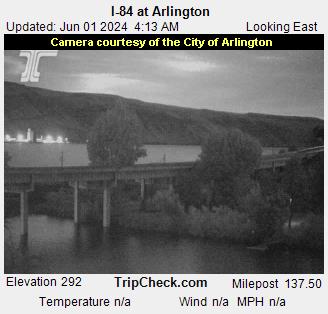 I-84 at Arlington
Updated: Jun 01 2024 4:13 AM Looking East
Camera courtesy of the City of Arlington
Elevation 292 TripCheck.com Milepost 137.50
Temperature n/a Wind n/a MPH n/a